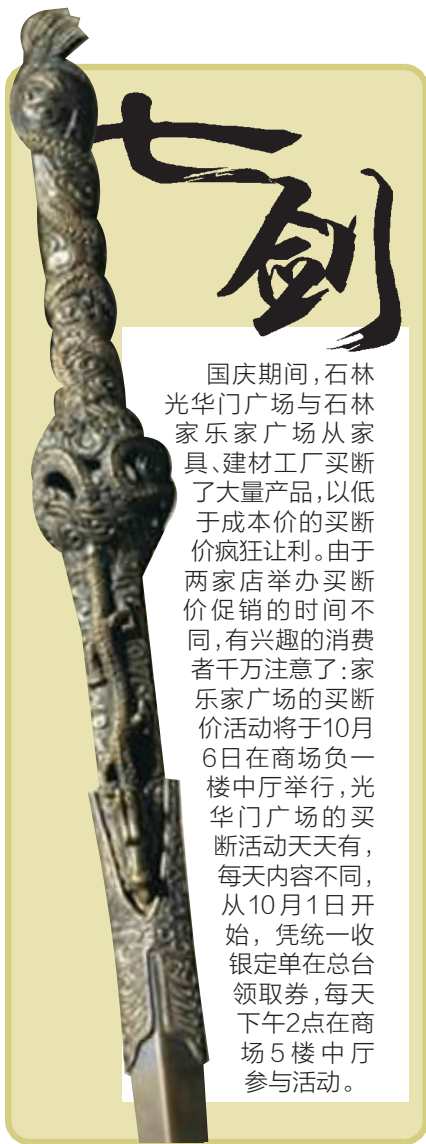 七剑
国庆期间，石林
光华门广场与石林
家乐家广场从家
具、建材工厂买断
了大量产品，以低
于成本价的买断
价疯狂让利。由于
两家店举办买断
价促销的时间不
同，有兴趣的消费
者千万注意了：家
乐家广场的买断
价活动将于10月
6日在商场负一
楼中厅举行，光
华门广场的买
断活动天天有，
每天内容不同，
从10月1日开
始，凭统一收
银定单在总台
领取券，每天
下午2点在商
场5楼中厅
参与活动。